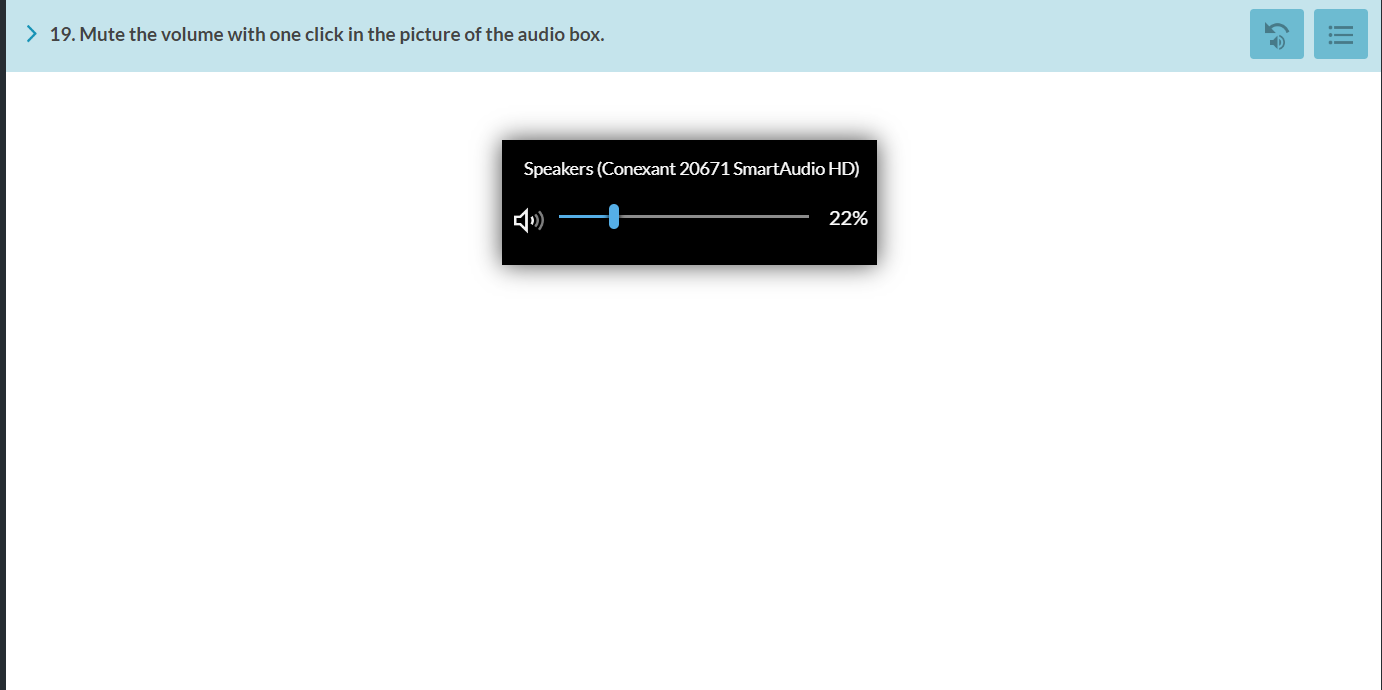 19. Mute the volume with one click in the picture of the audio box.
Speakers (Conexant 20671 SmartAudio HD)
22%